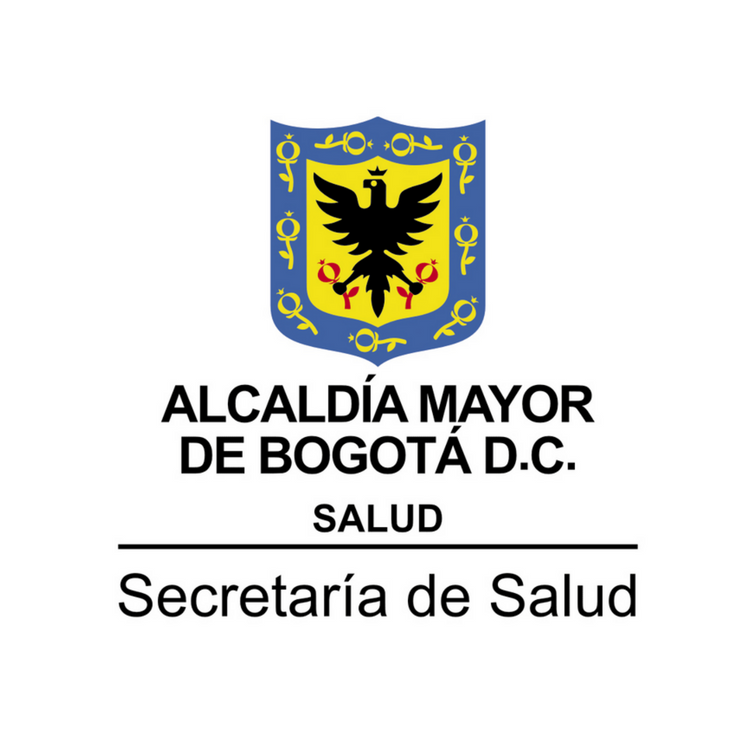 ALCALDÍA MAYOR
DE BOGOTÁ D.C.
SALUD
Secretaría de Salud